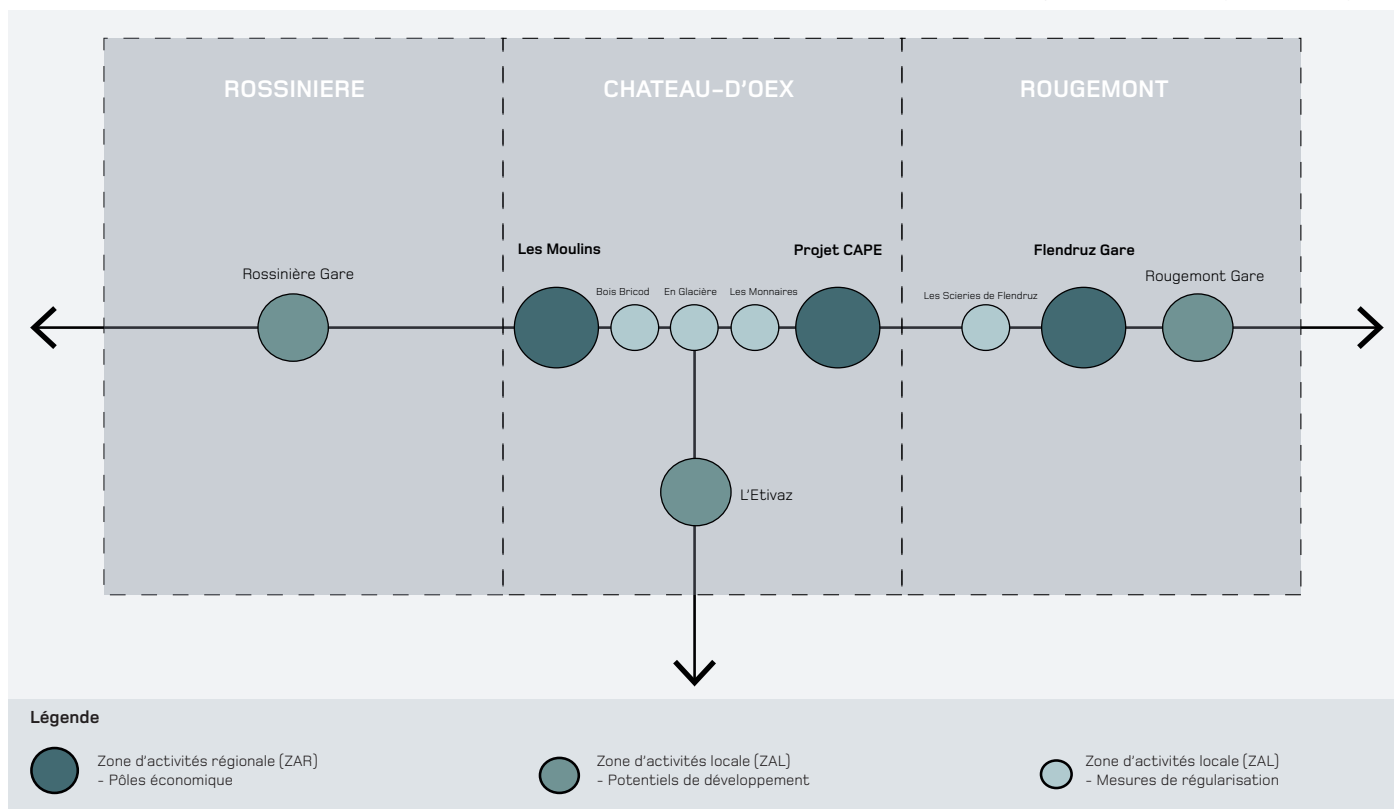 ROSSINIERE
CHATEAU-D'OEX
ROUGEMONT
Les Moulins
Projet CAPE
Flendruz Gare
Rossinière Gare
Rougemont Gare
Bois Bricod
En Glacière
Les Monnaires
Les Scieries de Flendruz
L'Etivaz
Légende
Zone d'activités régionale (ZAR)
- Pôles économique
Zone d'activités locale (ZAL)
- Potentiels de développement
Zone d'activités locale (ZAL)
- Mesures de régularisation